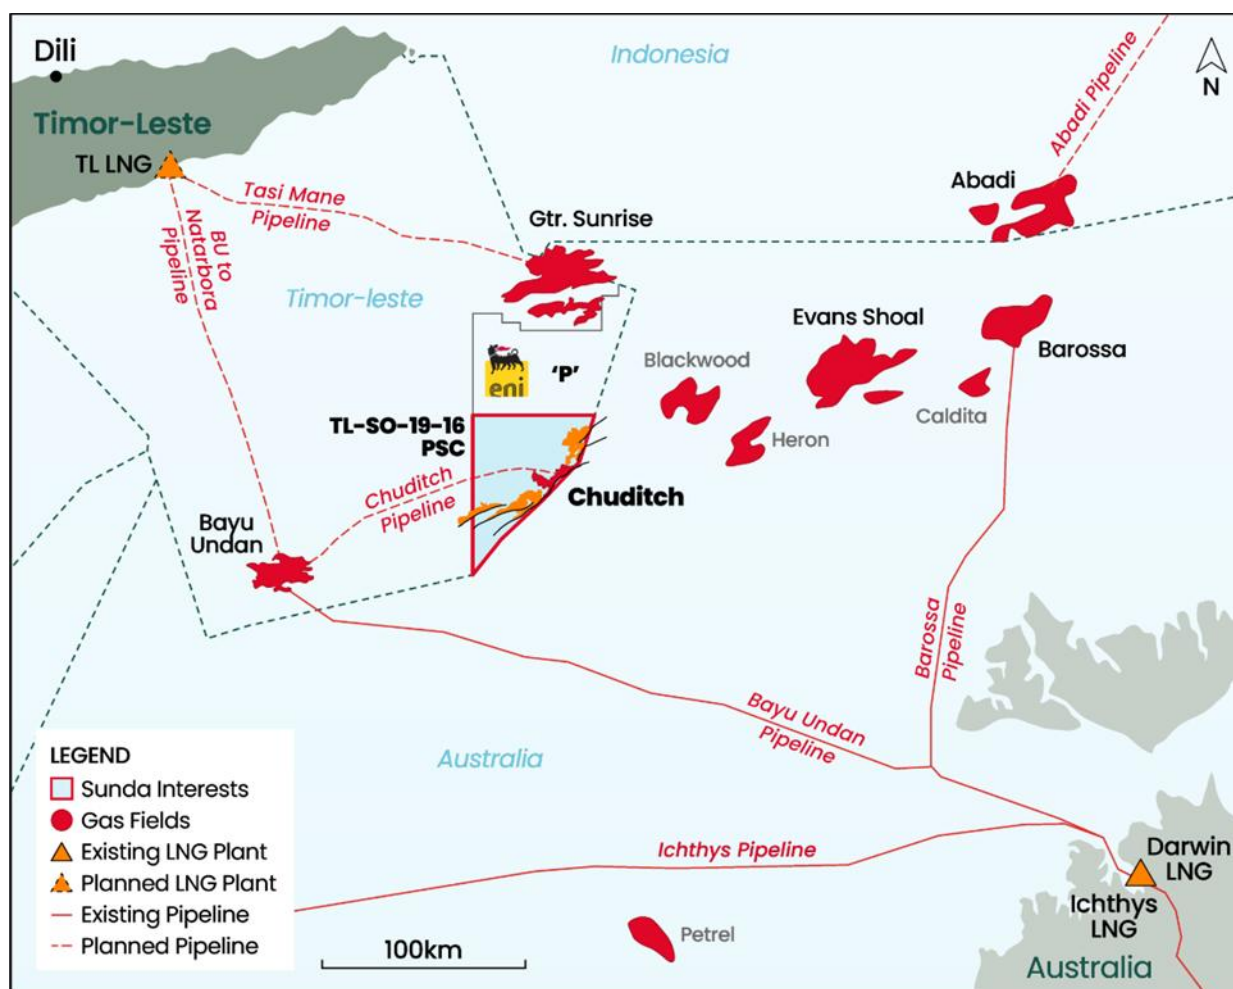 Dili
Indonesia
N
Abadi Pipeline
Timor-Leste
TL LNG
Tasi Mane
Pipeline
Abadi
Gtr. Sunrise
BU to
Natarbora
Pipeline
Timor-leste
Evans Shoal
Barossa
Blackwood
eni
'P'
Caldita
TL-SO-19-16
PSC
Heron
Chuditch
Pipeline
Chuditch
Bayu
Undan
Barossa
Pipeline
Bayu Undan
Pipeline
Australia
LEGEND
Sunda Interests
Gas Fields
Existing LNG Plant
Planned LNG Plant
Existing Pipeline
Planned Pipeline
Ichthys Pipeline
Darwin
LNG
Ichthys
LNG
Petrel
100km
Australia